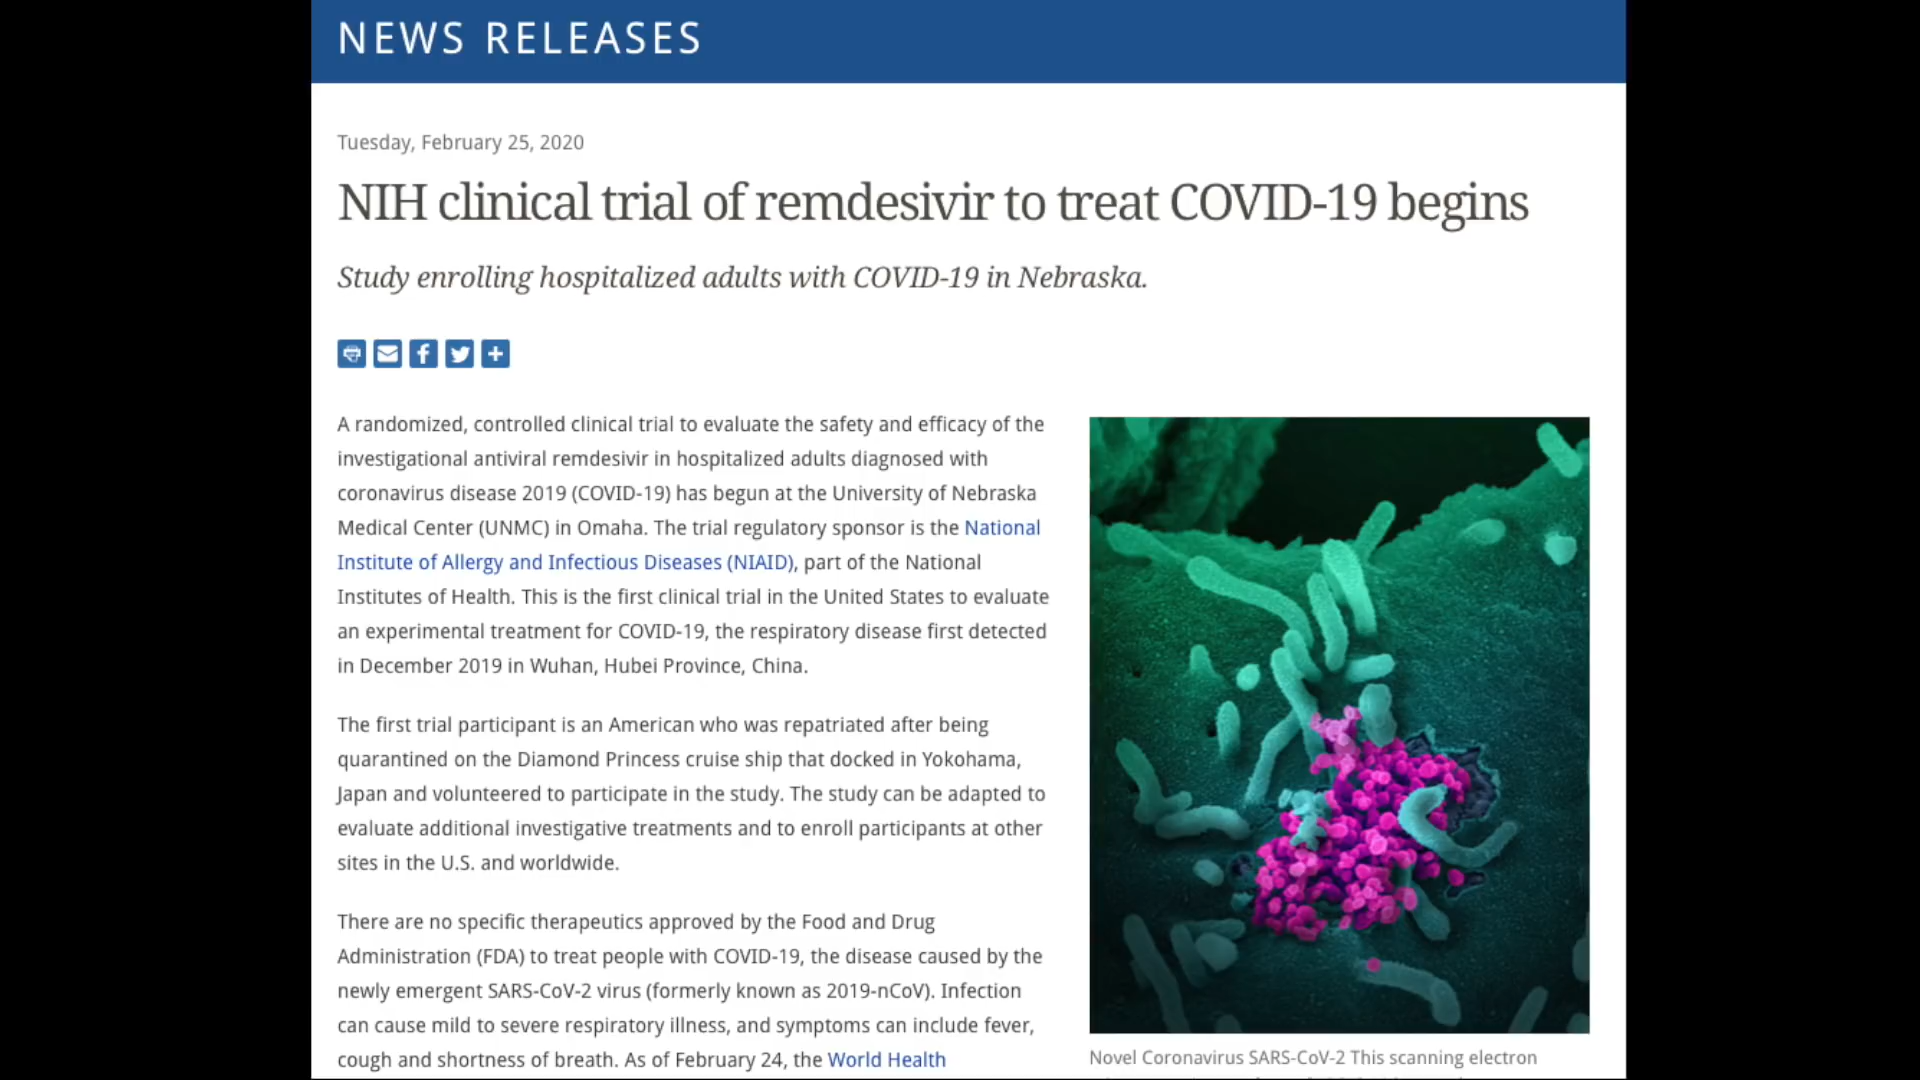 NEWS RELEASES
Tuesday, February 25, 2020
NIH clinical trial of remdesivir to treat COVID-19 begins
Study enrolling hospitalized adults with COVID-19 in Nebraska.
A randomized, controlled clinical trial to evaluate the safety and efficacy of the
investigational antiviral remdesivir in hospitalized adults diagnosed with
coronavirus disease 2019 (COVID-19) has begun at the University of Nebraska
Medical Center (UNMC) in Omaha. The trial regulatory sponsor is the National
Institute of Allergy and Infectious Diseases (NIAID), part of the National
Institutes of Health. This is the first clinical trial in the United States to evaluate
an experimental treatment for COVID-19, the respiratory disease first detected
in December 2019 in Wuhan, Hubei Province, China.
The first trial participant is an American who was repatriated after being
quarantined on the Diamond Princess cruise ship that docked in Yokohama,
Japan and volunteered to participate in the study. The study can be adapted to
evaluate additional investigative treatments and to enroll participants at other
sites in the U.S. and worldwide.
There are no specific therapeutics approved by the Food and Drug
Administration (FDA) to treat people with COVID-19, the disease caused by the
newly emergent SARS-CoV-2 virus (formerly known as 2019-nCoV). Infection
can cause mild to severe respiratory illness, and symptoms can include fever,
cough and shortness of breath. As of February 24, the World Health
Novel Coronavirus SARS-CoV-2 This scanning electron